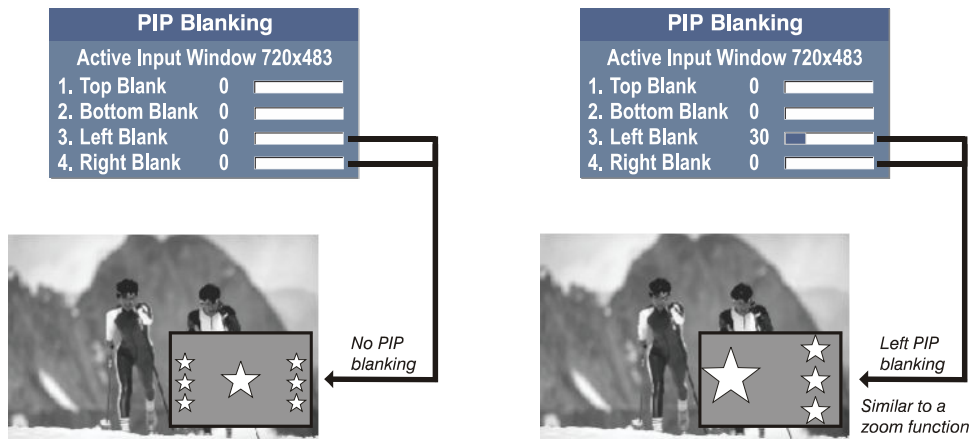 PIP Blanking
Active Input Window 720x483
1. Top Blank 0
2. Bottom Blank 0
3. Left Blank 0
4. Right Blank 0
No PIP
blanking
PIP Blanking
Active Input Window 720x483
1. Top Blank 0
2. Bottom Blank 0
3. Left Blank 30
4. Right Blank 0
Left PIP
blanking
Similar to a
zoom function